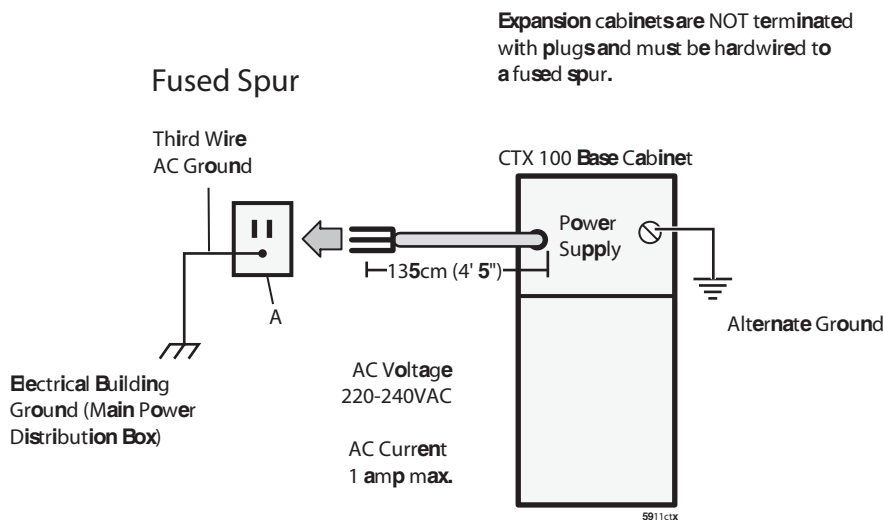 Expansion cabinets are NOT terminated
with plugs and must be hardwired to
a fused spur.
Fused Spur
Third Wire
AC Ground
CTX 100 Base Cabinet
Power
Supply
135cm (4' 5")
A
Alternate Ground
Electrical Building
Ground (Main Power
Distribution Box)
AC Voltage
220-240VAC
AC Current
1 amp max.
5911ctx